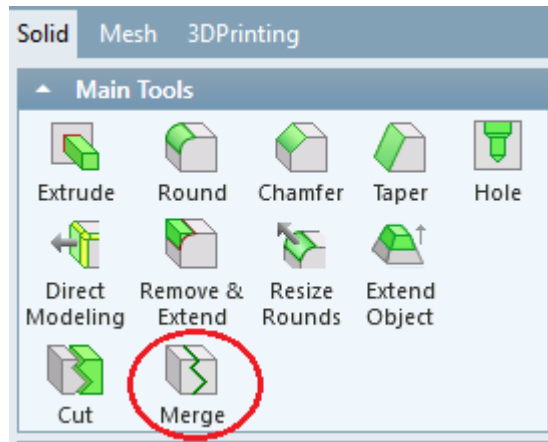 Solid Mesh 3DPrinting
Main Tools
Extrude Round Chamfer Taper Hole
Direct Remove & Resize Extend
Modeling Extend Rounds Object
Cut Merge